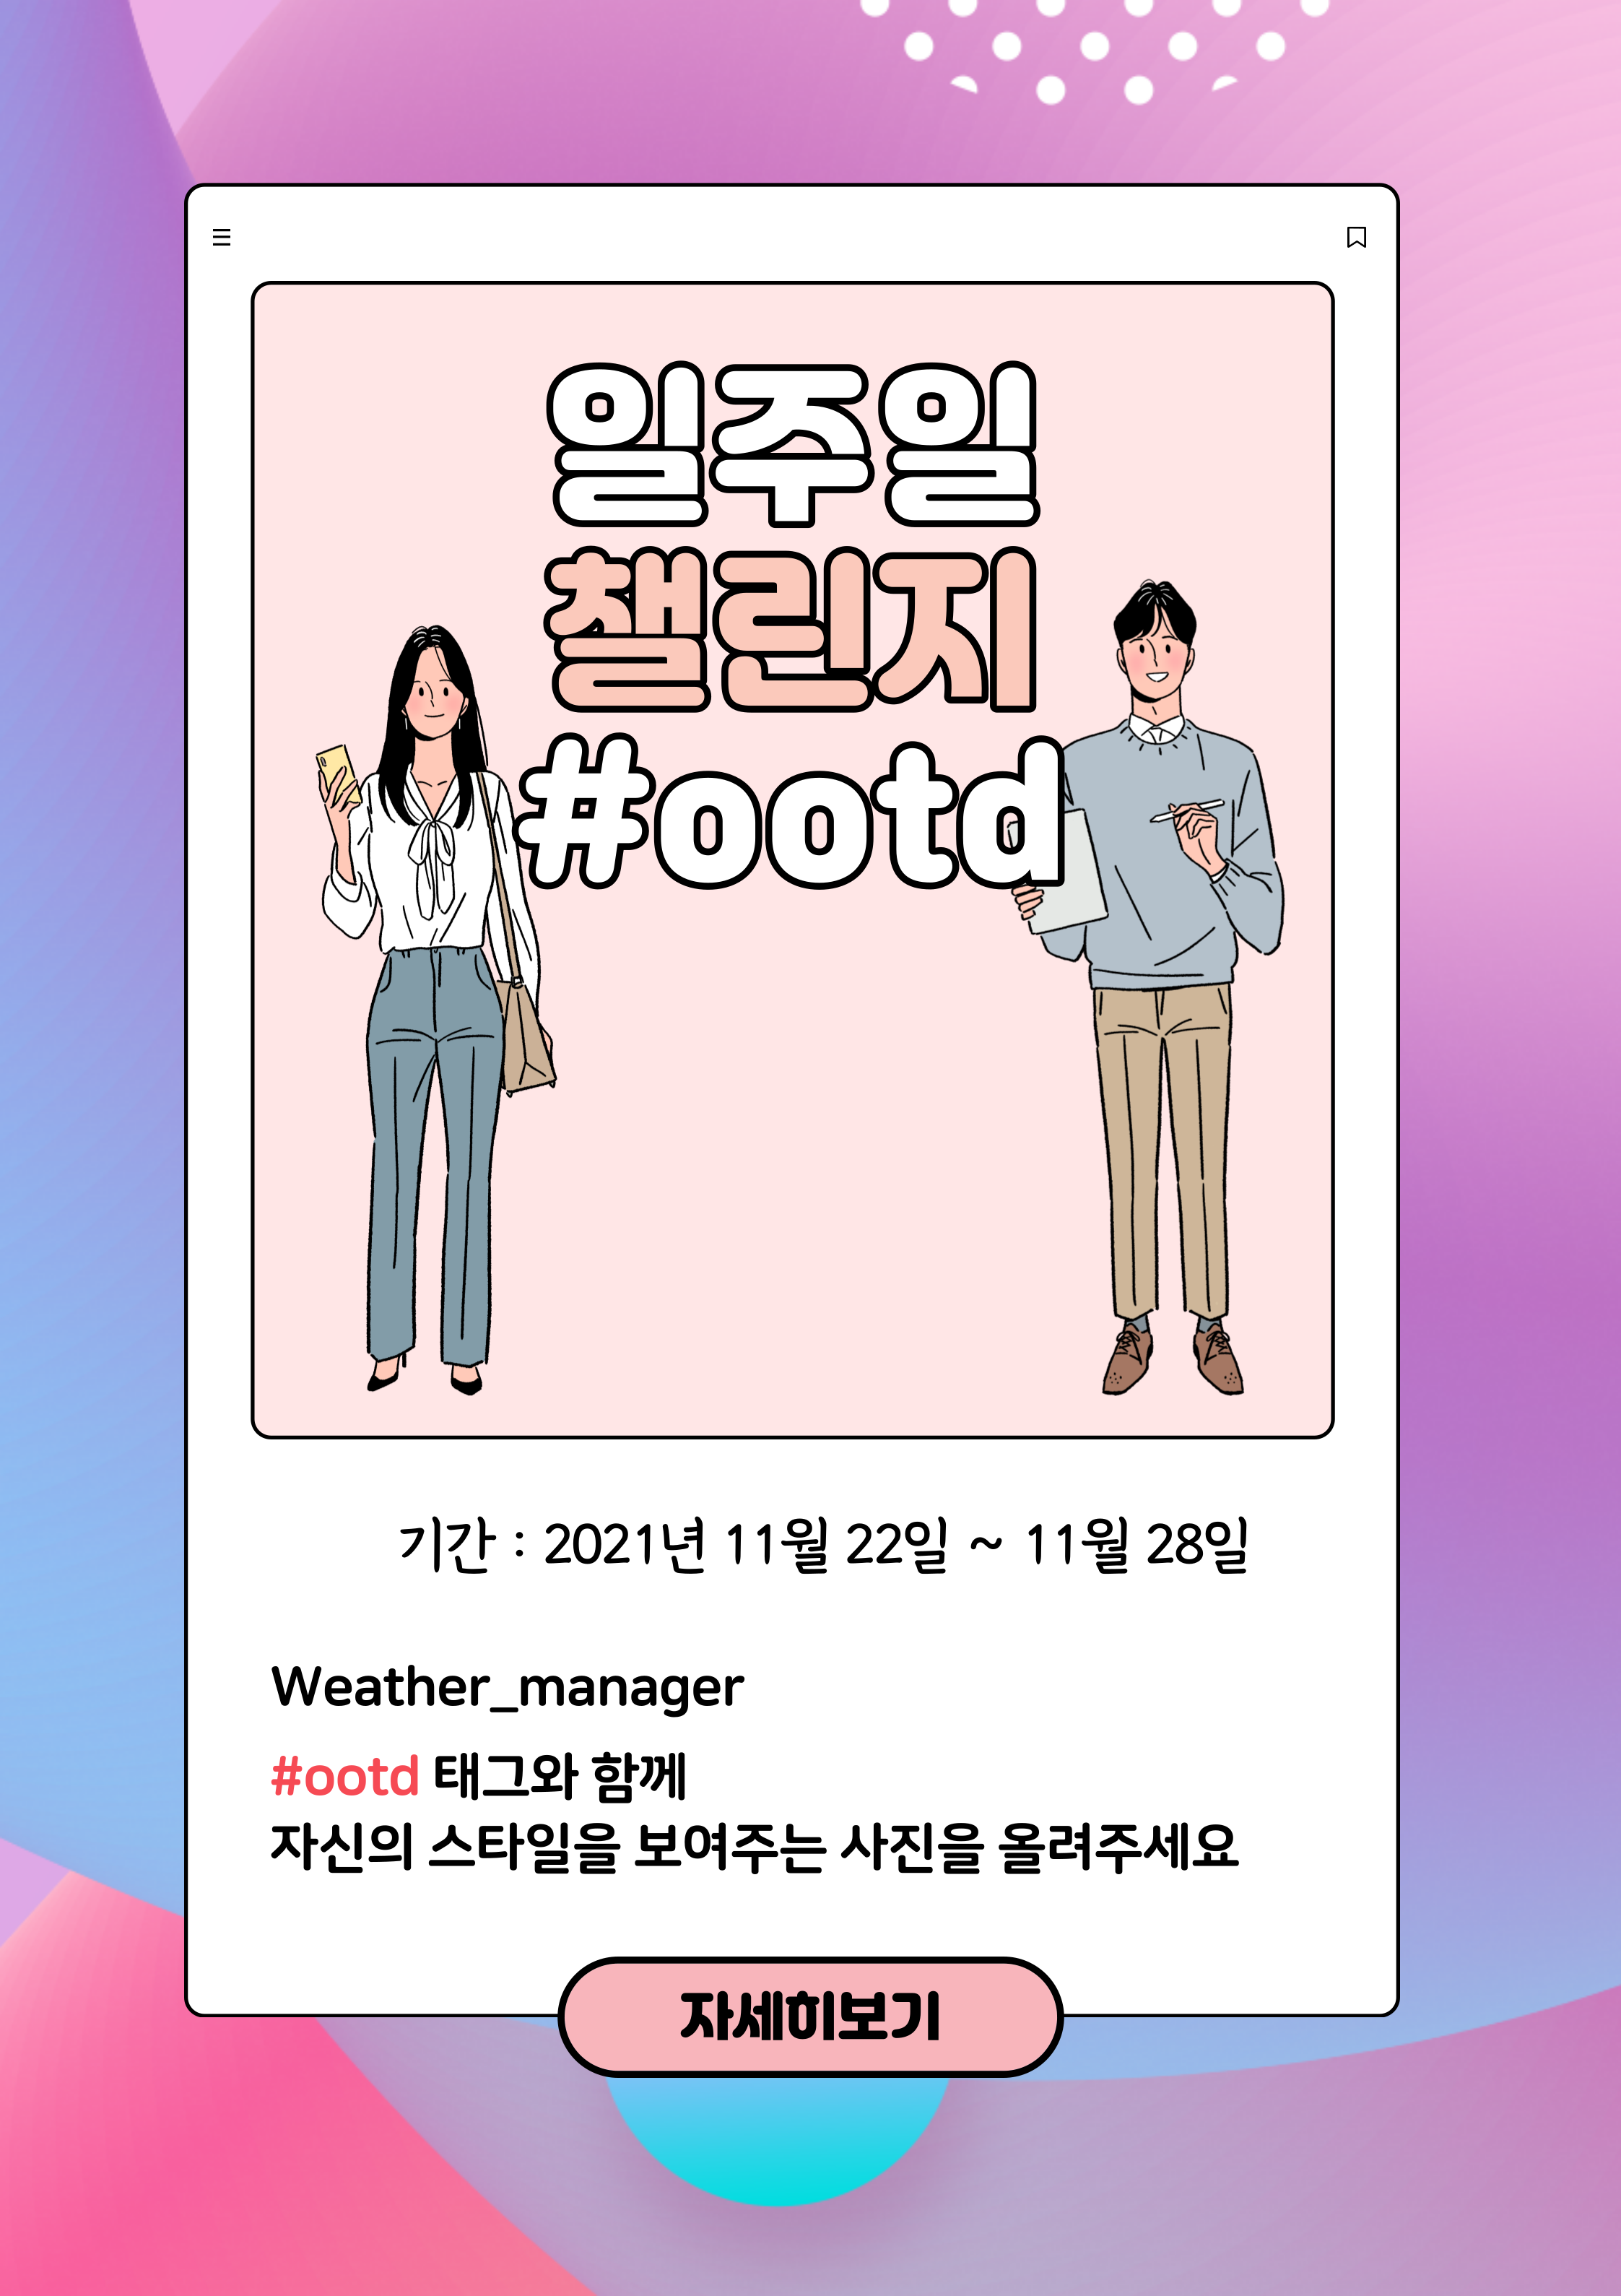 일주일
챌린지
#ootd
기간 : 2021년 11월 22일 ~ 11월 28일
Weather_manager
#ootd 태그와 함께
자신의 스타일을 보여주는 사진을 올려주세요
자세히보기